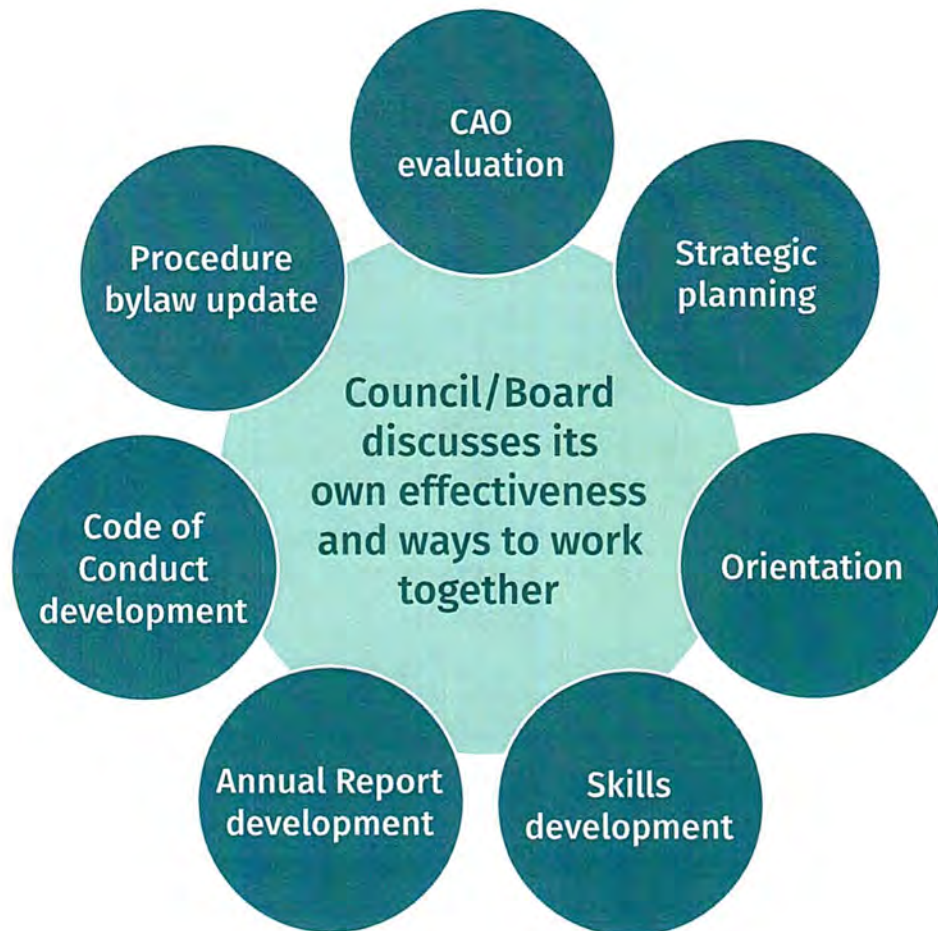 CAO
evaluation
Strategic
planning
Orientation
Skills
development
Annual Report
development
Code of
Conduct
development
Procedure
bylaw update
Council/Board
discusses its
own effectiveness
and ways to work
together